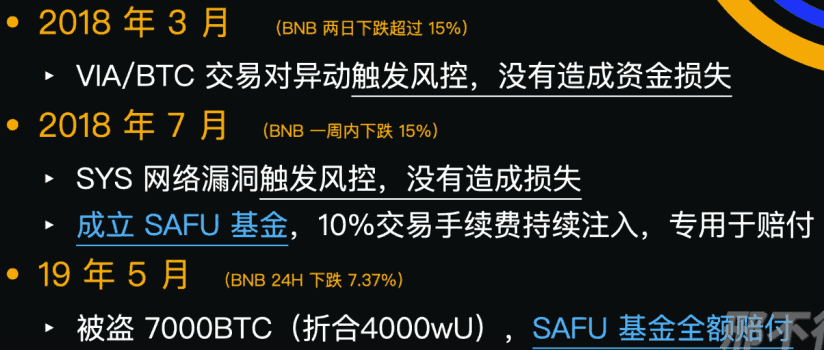 2018 年 3 月 （BNB 两日下跌超过 15%）
VIA/BTC 交易对异动触发风控，没有造成资金损失
2018 年 7 月 （BNB 一周内下跌 15%）
SYS 网络漏洞触发风控，没有造成损失
成立 SAFU 基金，10%交易手续费持续注入，专用于赔付
19 年 5 月 （BNB 24H 下跌 7.37%）
被盗 7000BTC（折合4000wU），SAFU 基金全额赔付